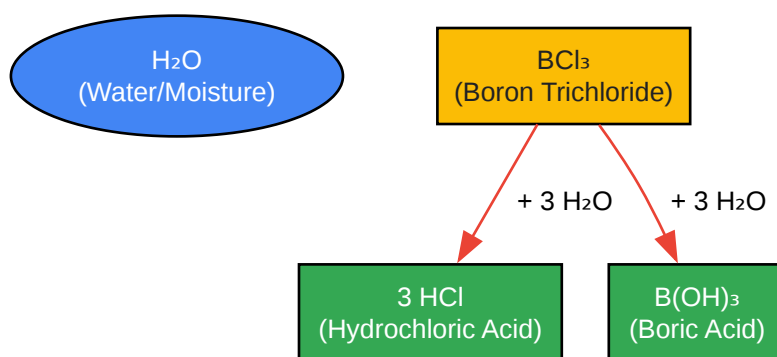 H₂O
(Water/Moisture)
BCl₃
(Boron Trichloride)
+ 3 H₂O
+ 3 H₂O
3 HCl
(Hydrochloric Acid)
B(OH)₃
(Boric Acid)